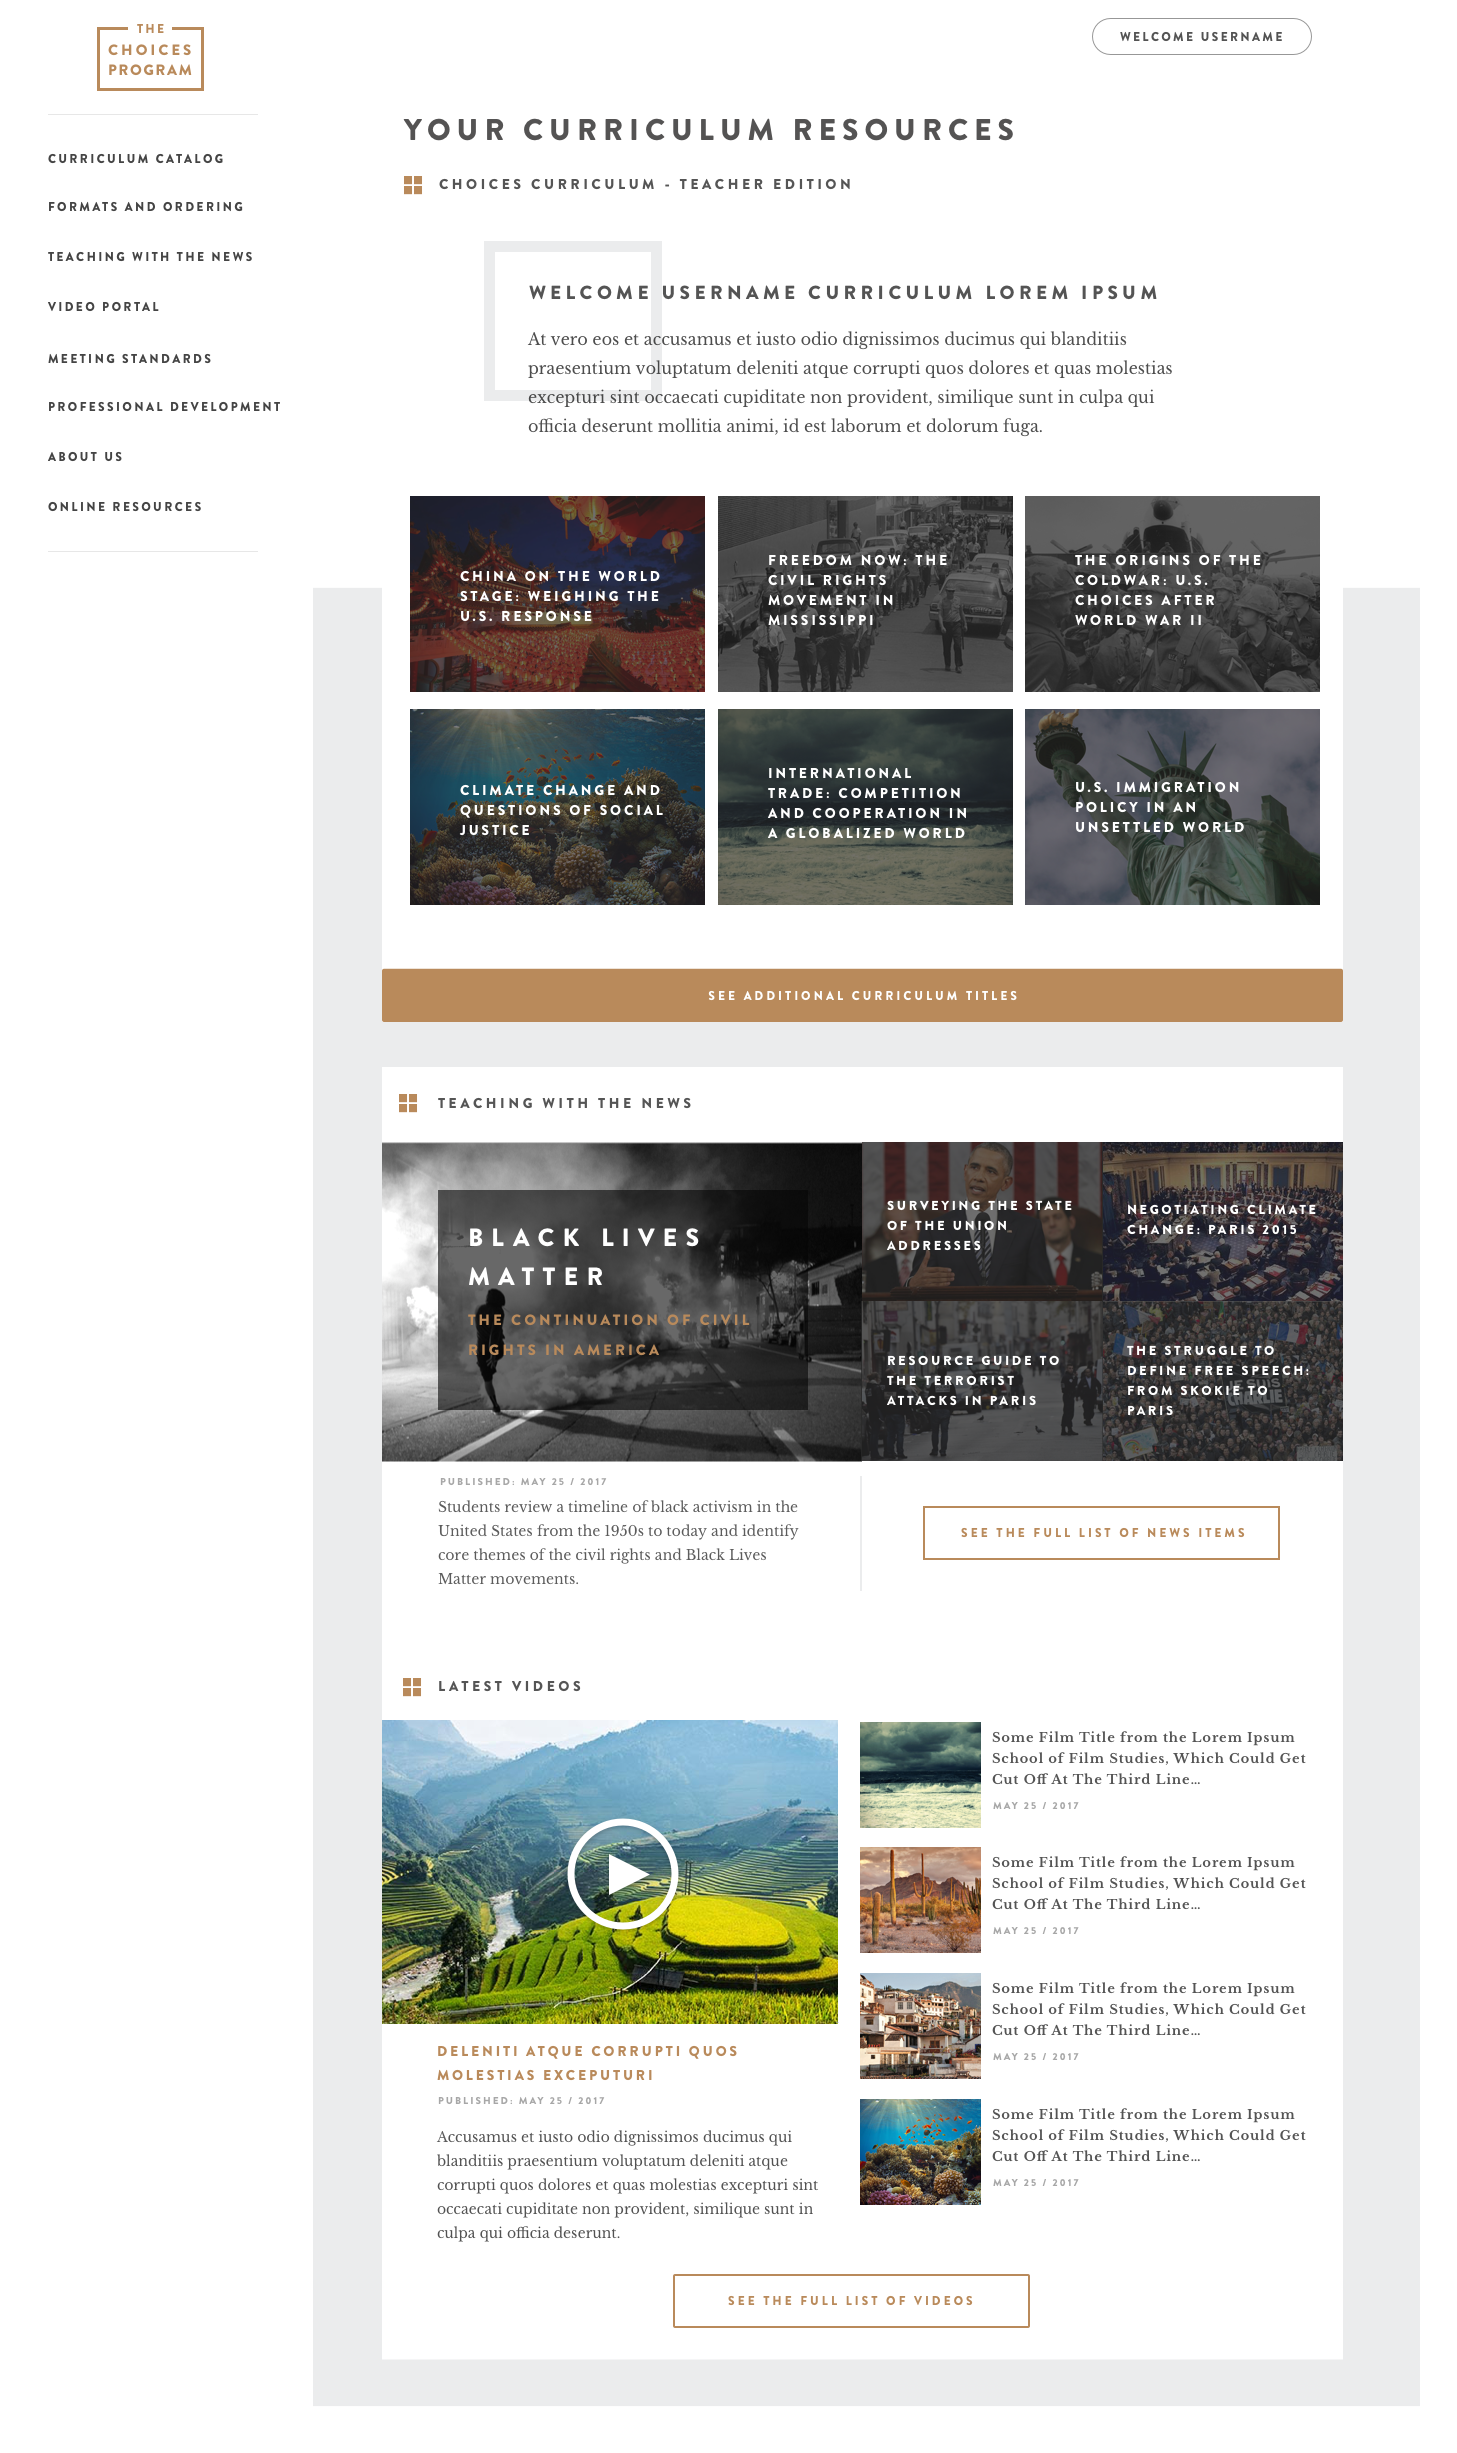 THE
CHOICES
PROGRAM
WELCOME USERNAME
CURRICULUM CATALOG
FORMATS AND ORDERING
TEACHING WITH THE NEWS
VIDEO PORTAL
MEETING STANDARDS
PROFESSIONAL DEVELOPMENT
ABOUT US
ONLINE RESOURCES
YOUR CURRICULUM RESOURCES
CHOICES CURRICULUM - TEACHER EDITION
WELCOME USERNAME CURRICULUM LOREM IPSUM
At vero eos et accusamus et iusto odio dignissimos ducimus qui blanditiis
praesentium voluptatum deleniti atque corrupti quos dolores et quas molestias
excepturi sint occaecati cupiditate non provident, similique sunt in culpa qui
officia deserunt mollitia animi, id est laborum et dolorum fuga.
CHINA ON THE WORLD
STAGE: WEIGHING THE
U.S. RESPONSE
FREEDOM NOW: THE
CIVIL RIGHTS
MOVEMENT IN
MISSISSIPPI
THE ORIGINS OF THE
COLDWAR: U.S.
CHOICES AFTER
WORLD WAR II
CLIMATE CHANGE AND
QUESTIONS OF SOCIAL
JUSTICE
INTERNATIONAL
TRADE: COMPETITION
AND COOPERATION IN
A GLOBALIZED WORLD
U.S. IMMIGRATION
POLICY IN AN
UNSETTLED WORLD
SEE ADDITIONAL CURRICULUM TITLES
TEACHING WITH THE NEWS
BLACK LIVES
MATTER
THE CONTINUATION OF CIVIL
RIGHTS IN AMERICA
SURVEYING THE STATE
OF THE UNION
ADDRESSES
NEGOTIATING CLIMATE
CHANGE: PARIS 2015
RESOURCE GUIDE TO
THE TERRORIST
ATTACKS IN PARIS
THE STRUGGLE TO
DEFINE FREE SPEECH:
FROM SKOKIE TO
PARIS
JE SUIS
CHARLIE
PUBLISHED: MAY 25 / 2017
Students review a timeline of black activism in the
United States from the 1950s to today and identify
core themes of the civil rights and Black Lives
Matter movements.
SEE THE FULL LIST OF NEWS ITEMS
LATEST VIDEOS
DELENITI ATQUE CORRUPTI QUOS
MOLESTIAS EXCEPUTURI
PUBLISHED: MAY 25 / 2017
Accusamus et iusto odio dignissimos ducimus qui
blanditiis praesentium voluptatum deleniti atque
corrupti quos dolores et quas molestias excepturi sint
occaecati cupiditate non provident, similique sunt in
culpa qui officia deserunt.
Some Film Title from the Lorem Ipsum
School of Film Studies, Which Could Get
Cut Off At The Third Line...
MAY 25 / 2017
Some Film Title from the Lorem Ipsum
School of Film Studies, Which Could Get
Cut Off At The Third Line...
MAY 25 / 2017
Some Film Title from the Lorem Ipsum
School of Film Studies, Which Could Get
Cut Off At The Third Line...
MAY 25 / 2017
Some Film Title from the Lorem Ipsum
School of Film Studies, Which Could Get
Cut Off At The Third Line...
MAY 25 / 2017
SEE THE FULL LIST OF VIDEOS